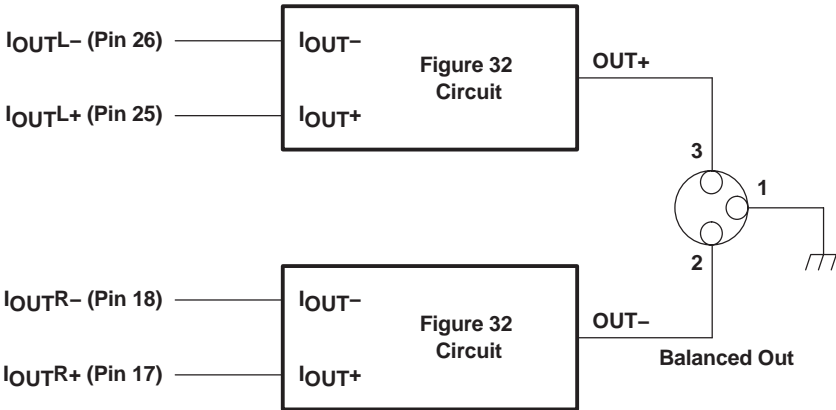 IOUTL– (Pin 26)
IOUT–
Figure 32
Circuit
OUT+
IOUTL+ (Pin 25)
IOUT+
3
1
2
IOUTR– (Pin 18)
IOUT–
Figure 32
Circuit
OUT–
Balanced Out
IOUTR+ (Pin 17)
IOUT+